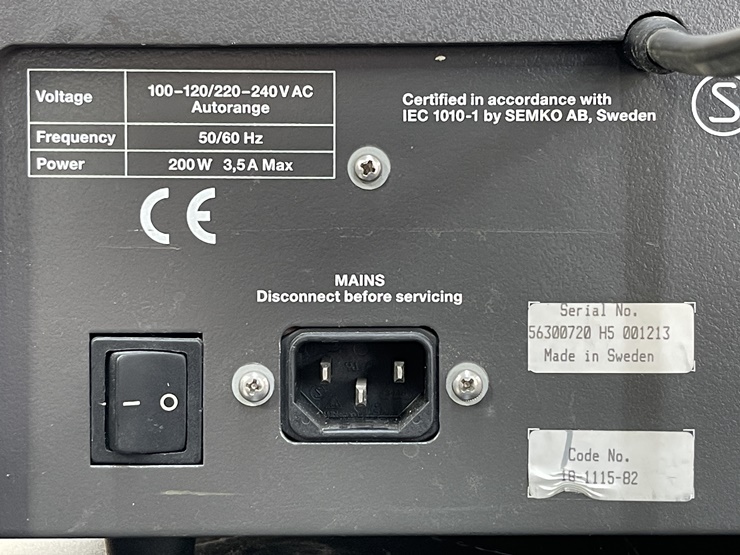 Voltage 100–120/220–240 V AC
Autorange
Frequency 50/60 Hz
Power 200 W 3,5 A Max
Certified in accordance with
IEC 1010-1 by SEMKO AB, Sweden
S
CE
MAINS
Disconnect before servicing
Serial No.
56300720 H5 001213
Made in Sweden
Code No.
18-1115-82